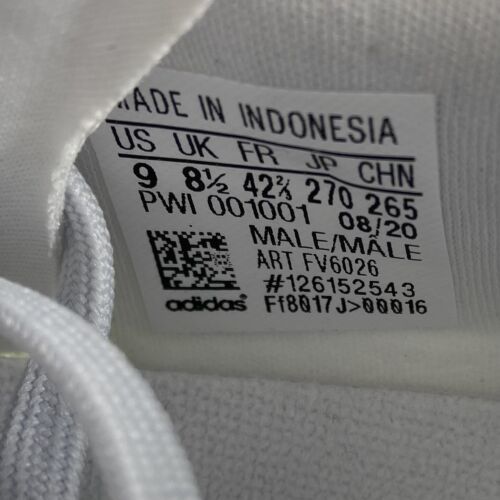 MADE IN INDONESIA
US UK FR JP CHN
9 8½ 42⅔ 270 265
PWI 001001 08/20
MALE/MÂLE
ART FV6026
#126152543
adidas Ff8017J>00016